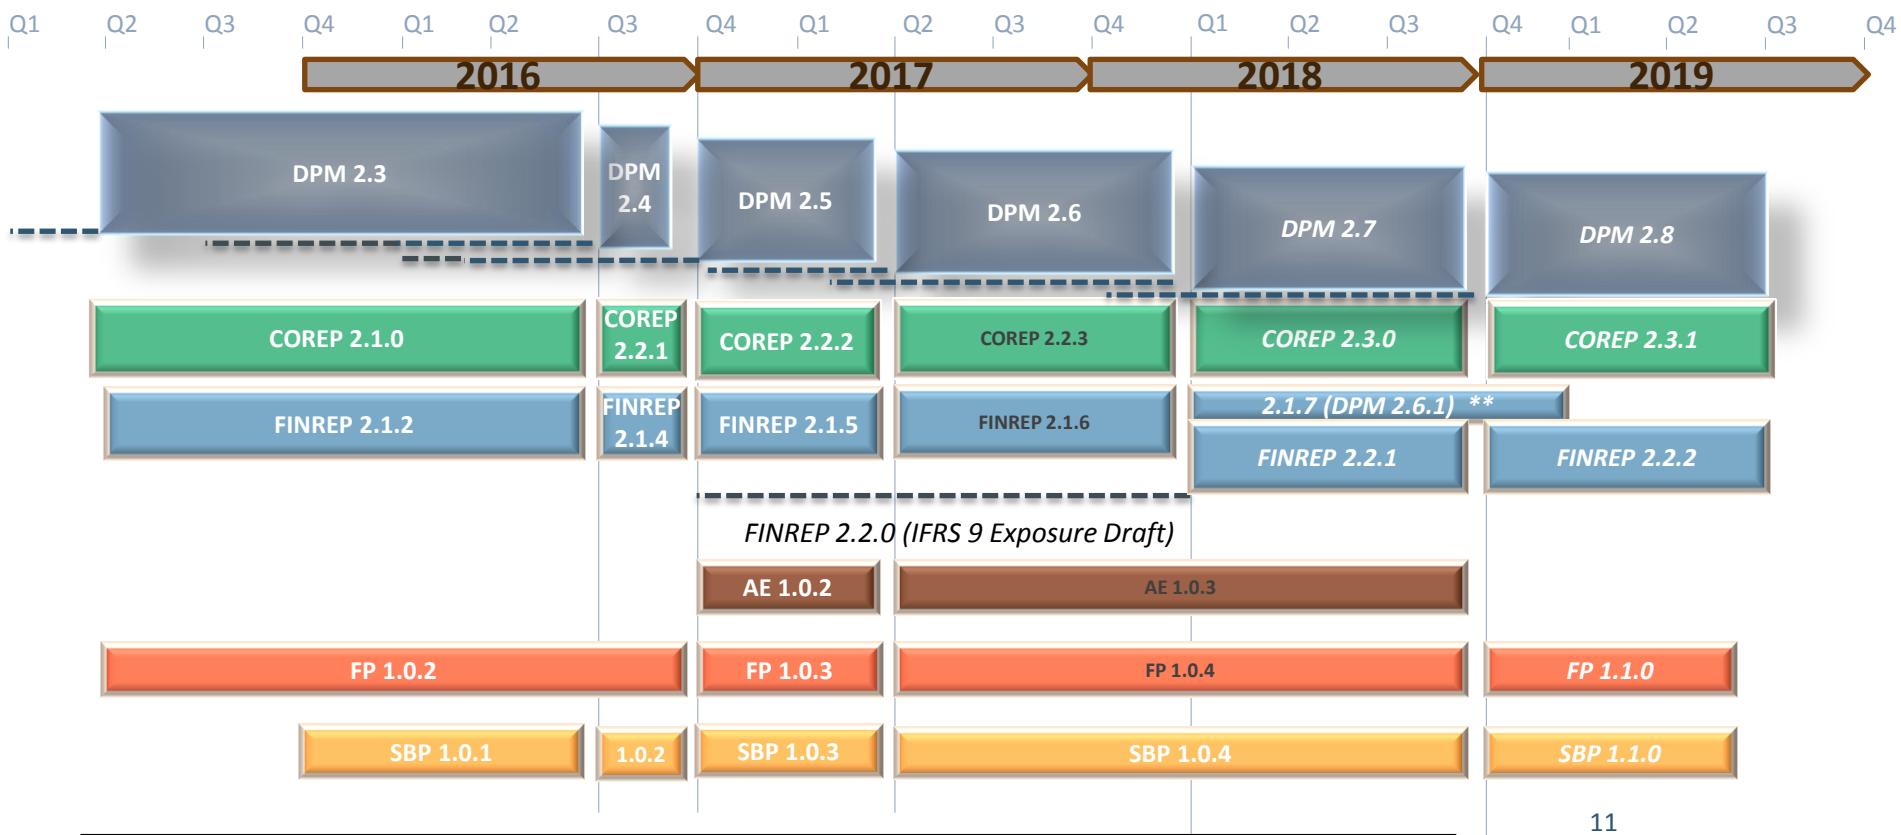 Q1 Q2 Q3 Q4 Q1 Q2 Q3 Q4 Q1 Q2 Q3 Q4 Q1 Q2 Q3 Q4 Q1 Q2 Q3 Q4
2016 2017 2018 2019
DPM 2.3
DPM
2.4
DPM 2.5
DPM 2.6
DPM 2.7
DPM 2.8
COREP 2.1.0
COREP
2.2.1
COREP 2.2.2
COREP 2.2.3
COREP 2.3.0
COREP 2.3.1
FINREP 2.1.2
FINREP
2.1.4
FINREP 2.1.5
FINREP 2.1.6
2.1.7 (DPM 2.6.1) **
FINREP 2.2.1
FINREP 2.2.2
FINREP 2.2.0 (IFRS 9 Exposure Draft)
AE 1.0.2
AE 1.0.3
FP 1.0.2
FP 1.0.3
FP 1.0.4
FP 1.1.0
SBP 1.0.1
1.0.2
SBP 1.0.3
SBP 1.0.4
SBP 1.1.0
11